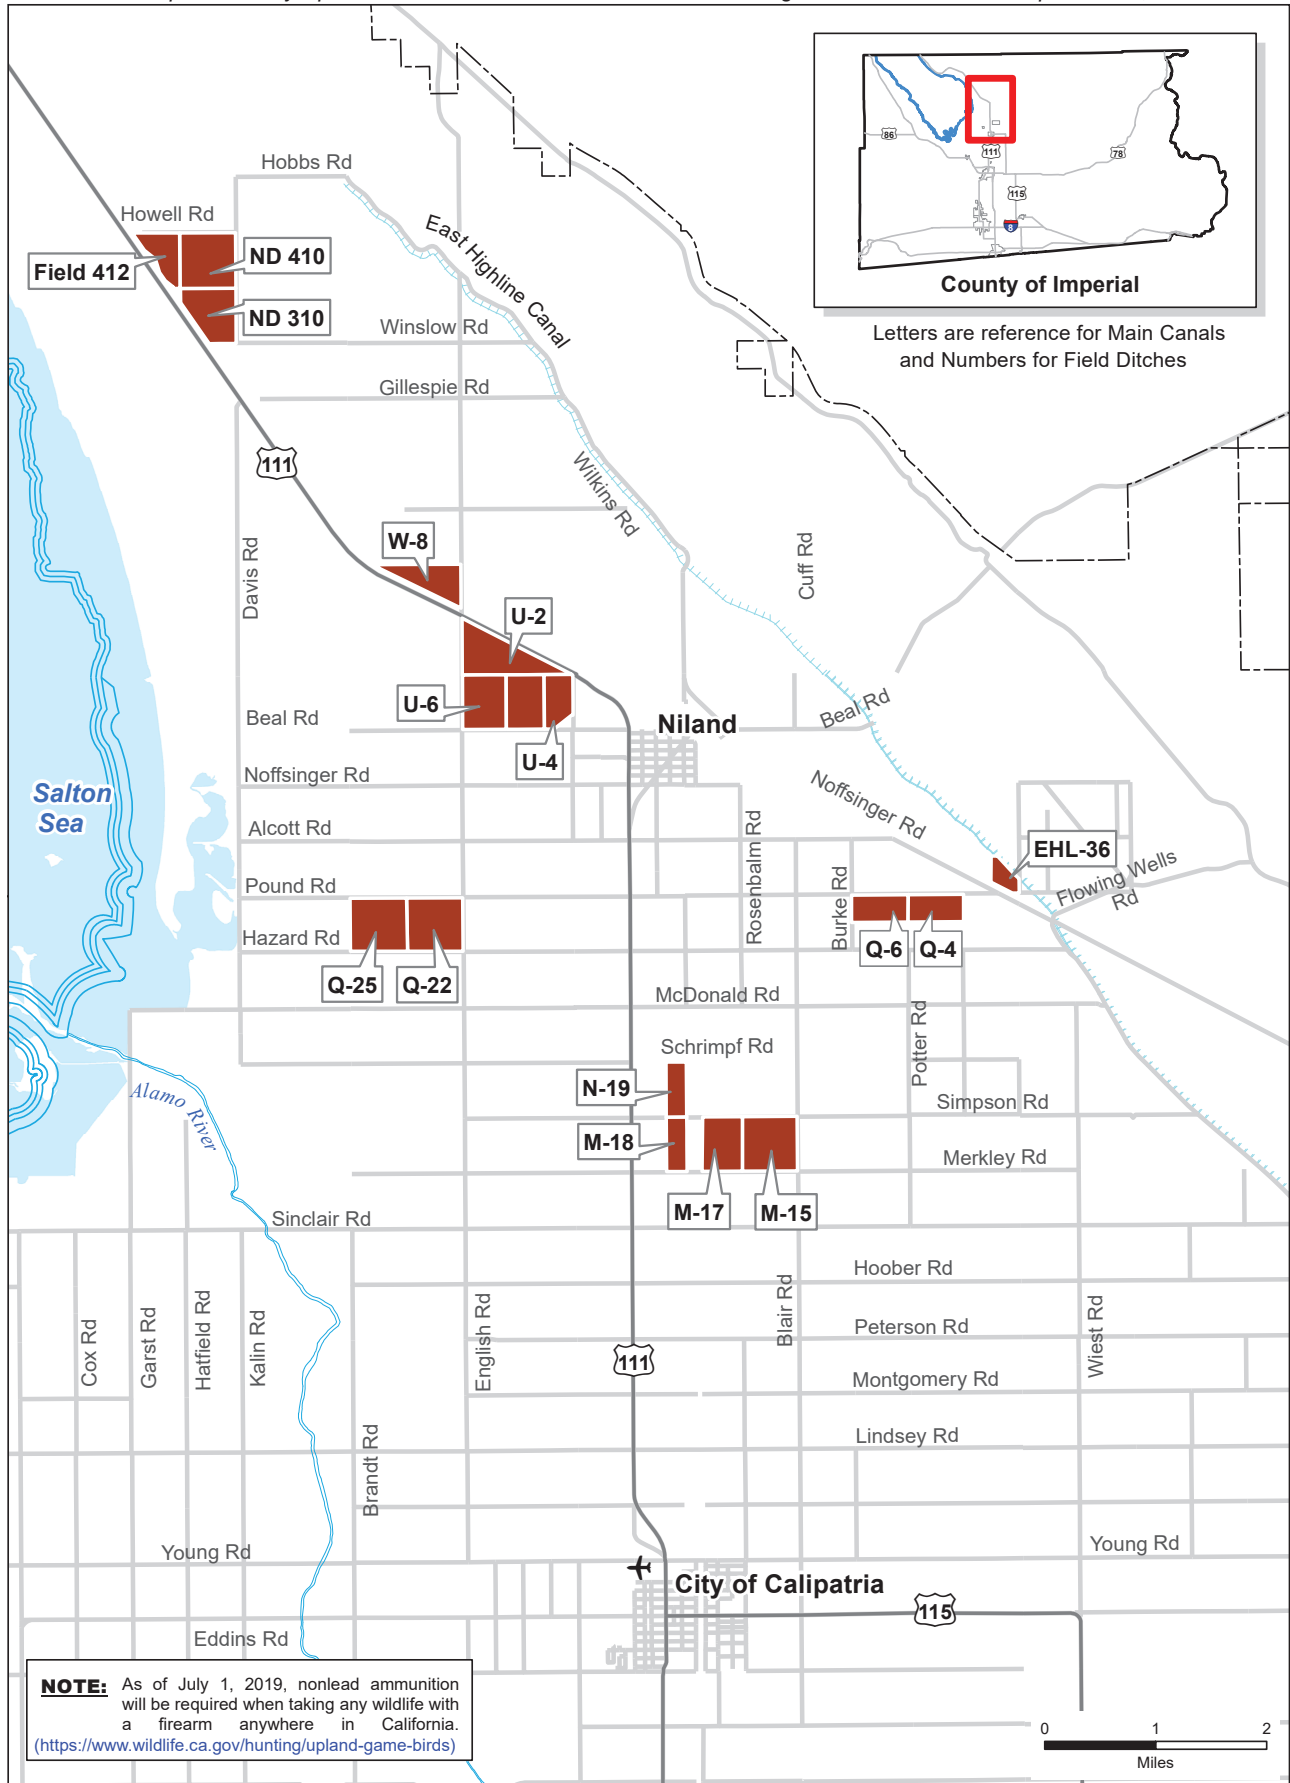 86
111
78
115
8
County of Imperial
Letters are reference for Main Canals
and Numbers for Field Ditches
Hobbs Rd
Howell Rd
East Highline Canal
Field 412
ND 410
ND 310
Winslow Rd
Gillespie Rd
111
Wilkins Rd
W-8
Davis Rd
Cuff Rd
U-2
U-6
Beal Rd
Niland
Beal Rd
U-4
Noffsinger Rd
Noffsinger Rd
Salton
Sea
Alcott Rd
Rosenbalm Rd
EHL-36
Flowing Wells
Rd
Pound Rd
Burke Rd
Hazard Rd
Q-6
Q-4
Q-25
Q-22
McDonald Rd
Potter Rd
Schrimpf Rd
N-19
Alamo River
Simpson Rd
M-18
Merkley Rd
M-17
M-15
Sinclair Rd
Hoober Rd
Cox Rd
Garst Rd
Hatfield Rd
Kalin Rd
English Rd
Blair Rd
Wiest Rd
Peterson Rd
111
Montgomery Rd
Lindsey Rd
Brandt Rd
Young Rd
Young Rd
City of Calipatria
115
Eddins Rd
NOTE: As of July 1, 2019, nonlead ammunition
will be required when taking any wildlife with
a firearm anywhere in California.
(https://www.wildlife.ca.gov/hunting/upland-game-birds)
0 1 2
Miles